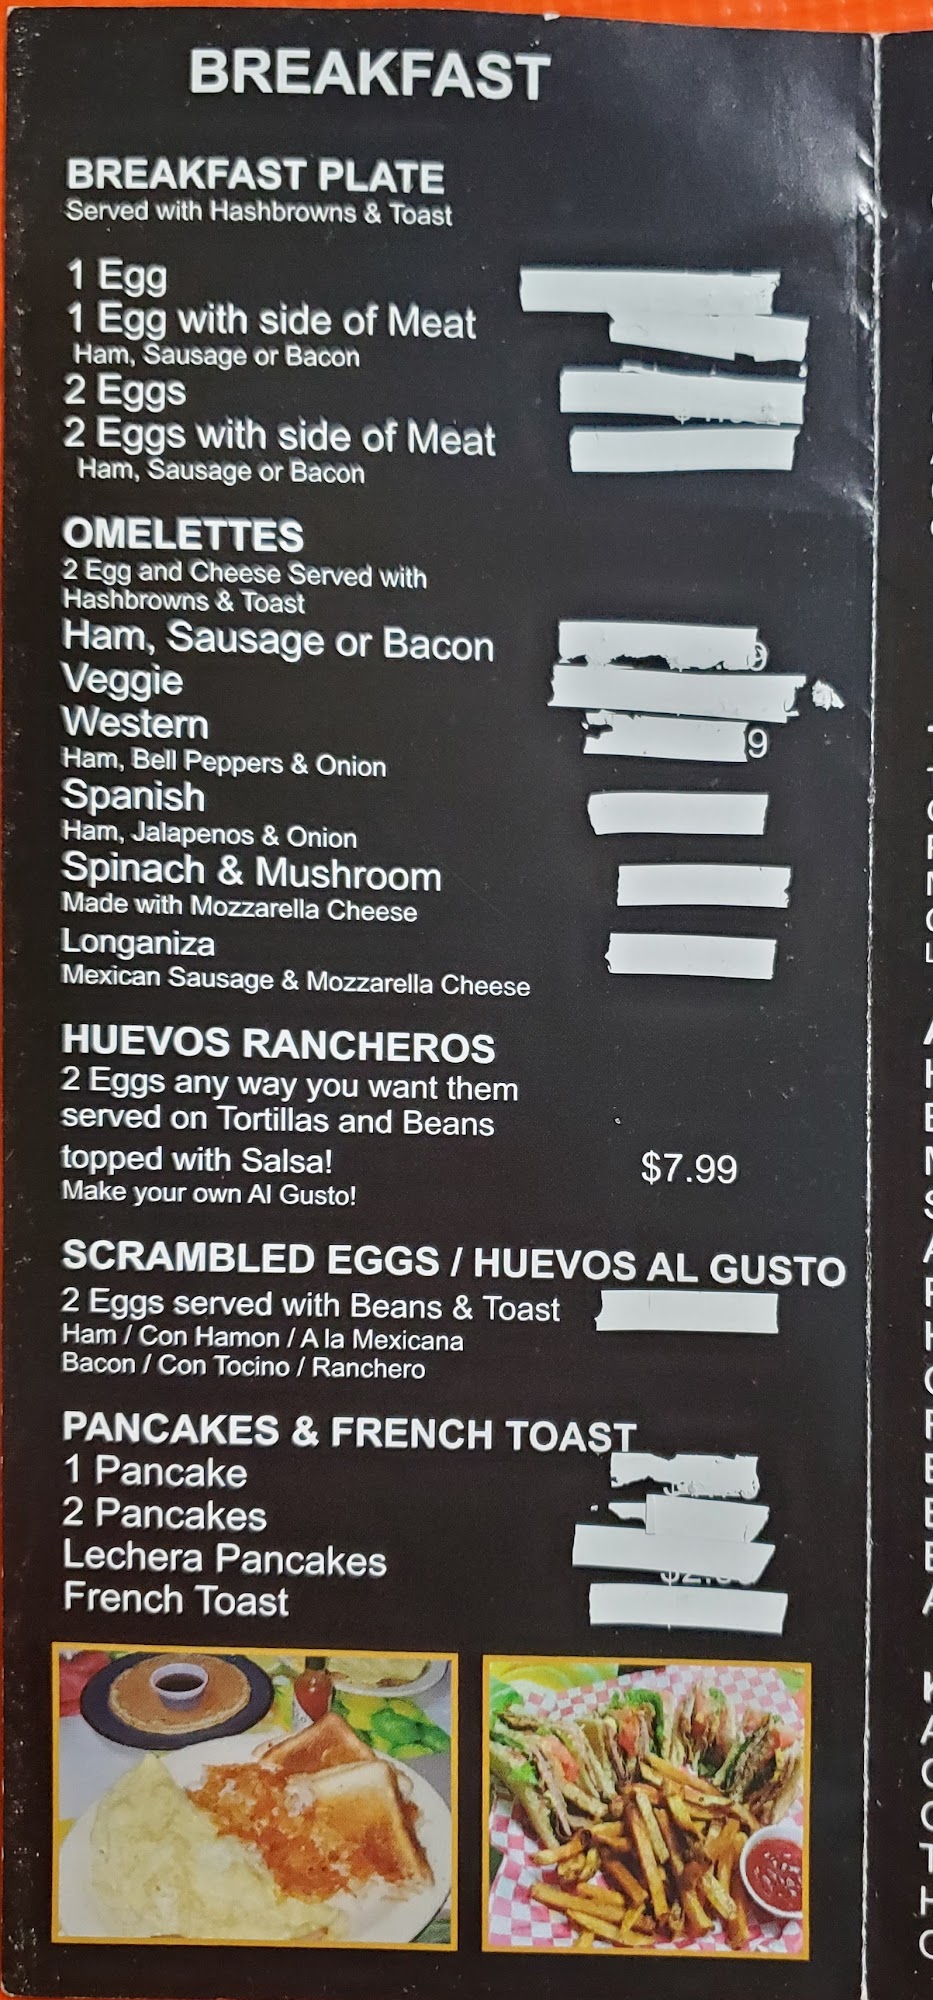 BREAKFAST
BREAKFAST PLATE
Served with Hashbrowns & Toast
1 Egg
1 Egg with side of Meat
Ham, Sausage or Bacon
2 Eggs
2 Eggs with side of Meat
Ham, Sausage or Bacon
OMELETTES
2 Egg and Cheese Served with
Hashbrowns & Toast
Ham, Sausage or Bacon
Veggie
Western 9
Ham, Bell Peppers & Onion
Spanish
Ham, Jalapenos & Onion
Spinach & Mushroom
Made with Mozzarella Cheese
Longaniza
Mexican Sausage & Mozzarella Cheese
HUEVOS RANCHEROS
2 Eggs any way you want them
served on Tortillas and Beans
topped with Salsa! $7.99
Make your own Al Gusto!
SCRAMBLED EGGS / HUEVOS AL GUSTO
2 Eggs served with Beans & Toast
Ham / Con Hamon / A la Mexicana
Bacon / Con Tocino / Ranchero
PANCAKES & FRENCH TOAST
1 Pancake
2 Pancakes
Lechera Pancakes
French Toast